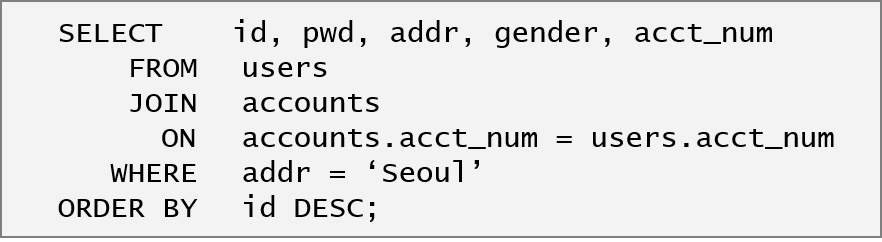 SELECT id, pwd, addr, gender, acct_num
FROM users
JOIN accounts
ON accounts.acct_num = users.acct_num
WHERE addr = ‘Seoul’
ORDER BY id DESC;